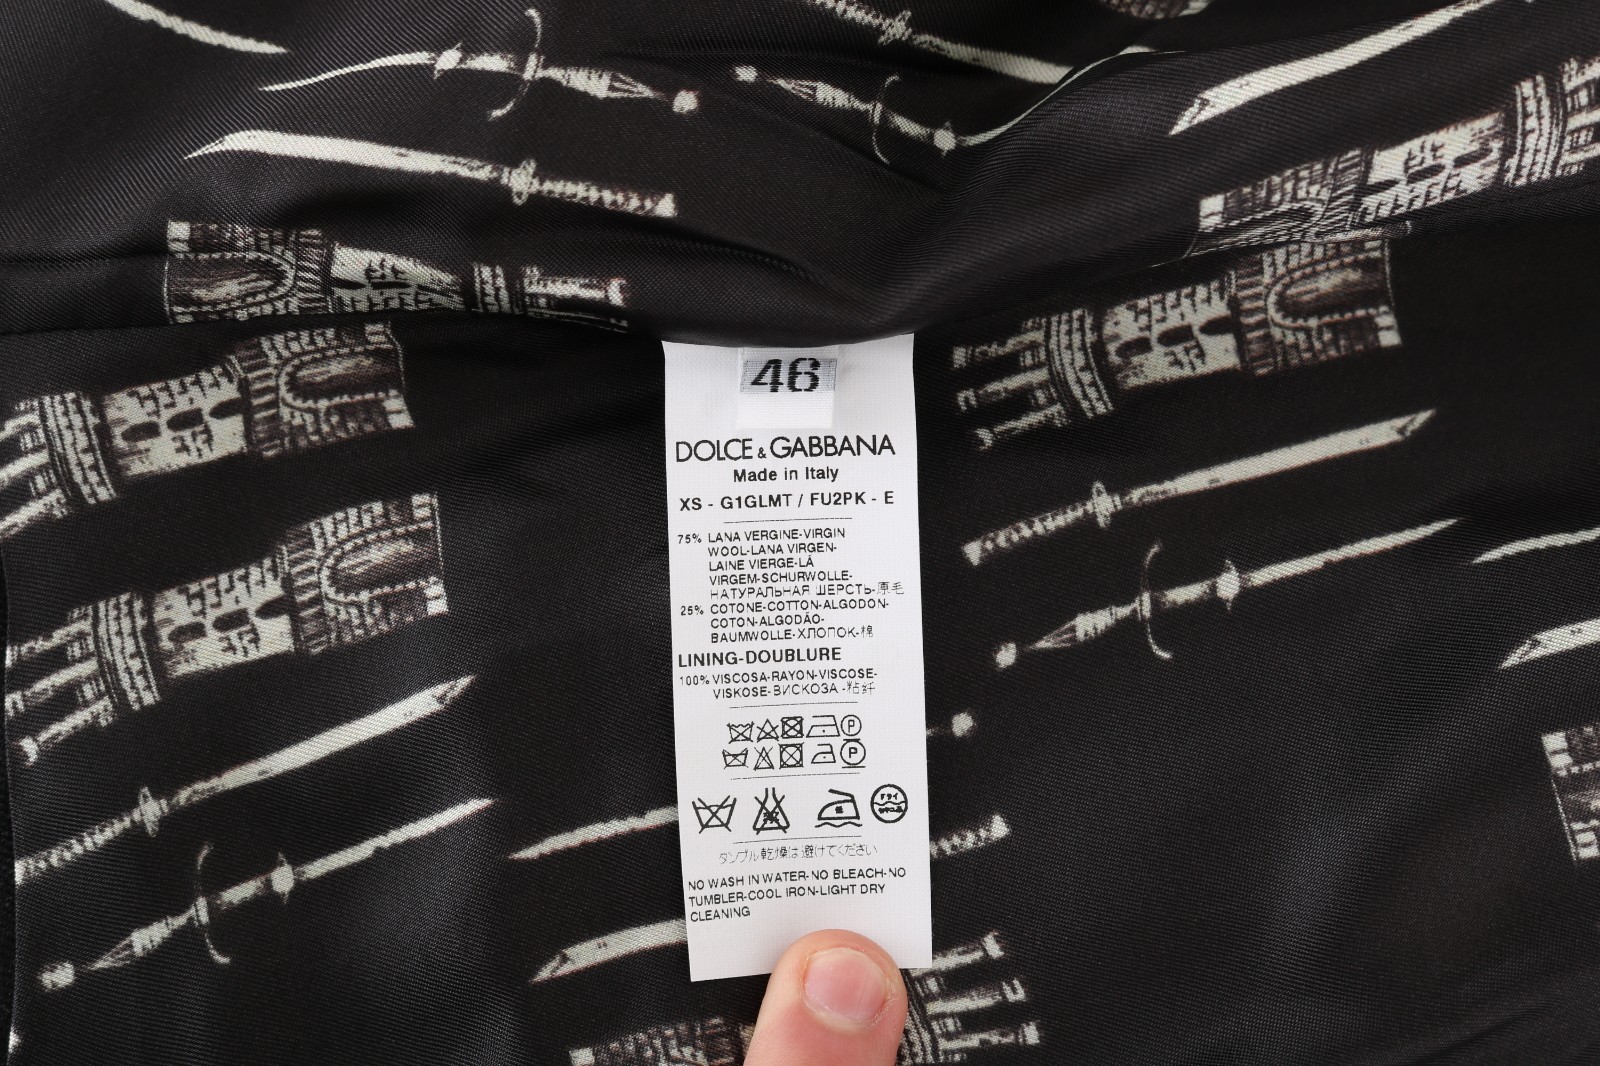 46
DOLCE & GABBANA
Made in Italy
XS - G1GLMT / FU2PK - E
75% LANA VERGINE-VIRGIN
WOOL-LANA VIRGEN-
LAINE VIERGE-LÃ
VIRGEM-SCHURWOLLE-
НАТУРАЛЬНАЯ ШЕРСТЬ-原毛
25% COTONE-COTTON-ALGODON-
COTON-ALGODÃO-
BAUMWOLLE-ХЛОПОК-棉
LINING-DOUBLURE
100% VISCOSA-RAYON-VISCOSE-
VISKOSE-ВИСКОЗА -粘纤
P
P
ドライ
タンブル乾燥は避けてください
NO WASH IN WATER-NO BLEACH-NO
TUMBLER-COOL IRON-LIGHT DRY
CLEANING